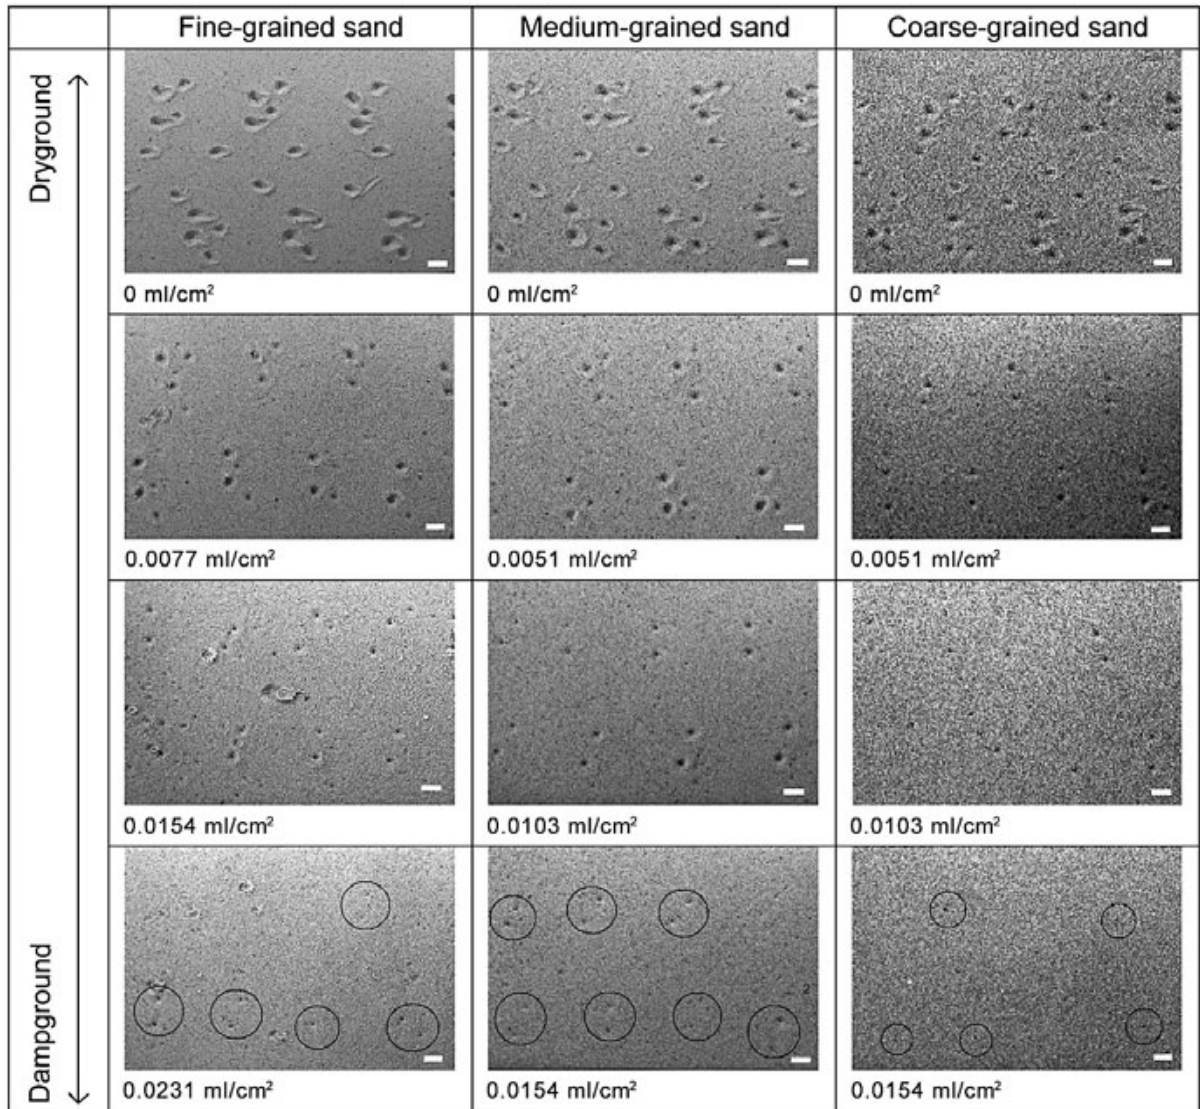 Fine-grained sand Medium-grained sand Coarse-grained sand
Dryground
0 ml/cm² 0 ml/cm² 0 ml/cm²
0.0077 ml/cm² 0.0051 ml/cm² 0.0051 ml/cm²
0.0154 ml/cm² 0.0103 ml/cm² 0.0103 ml/cm²
2
Dampground
0.0231 ml/cm² 0.0154 ml/cm² 0.0154 ml/cm²